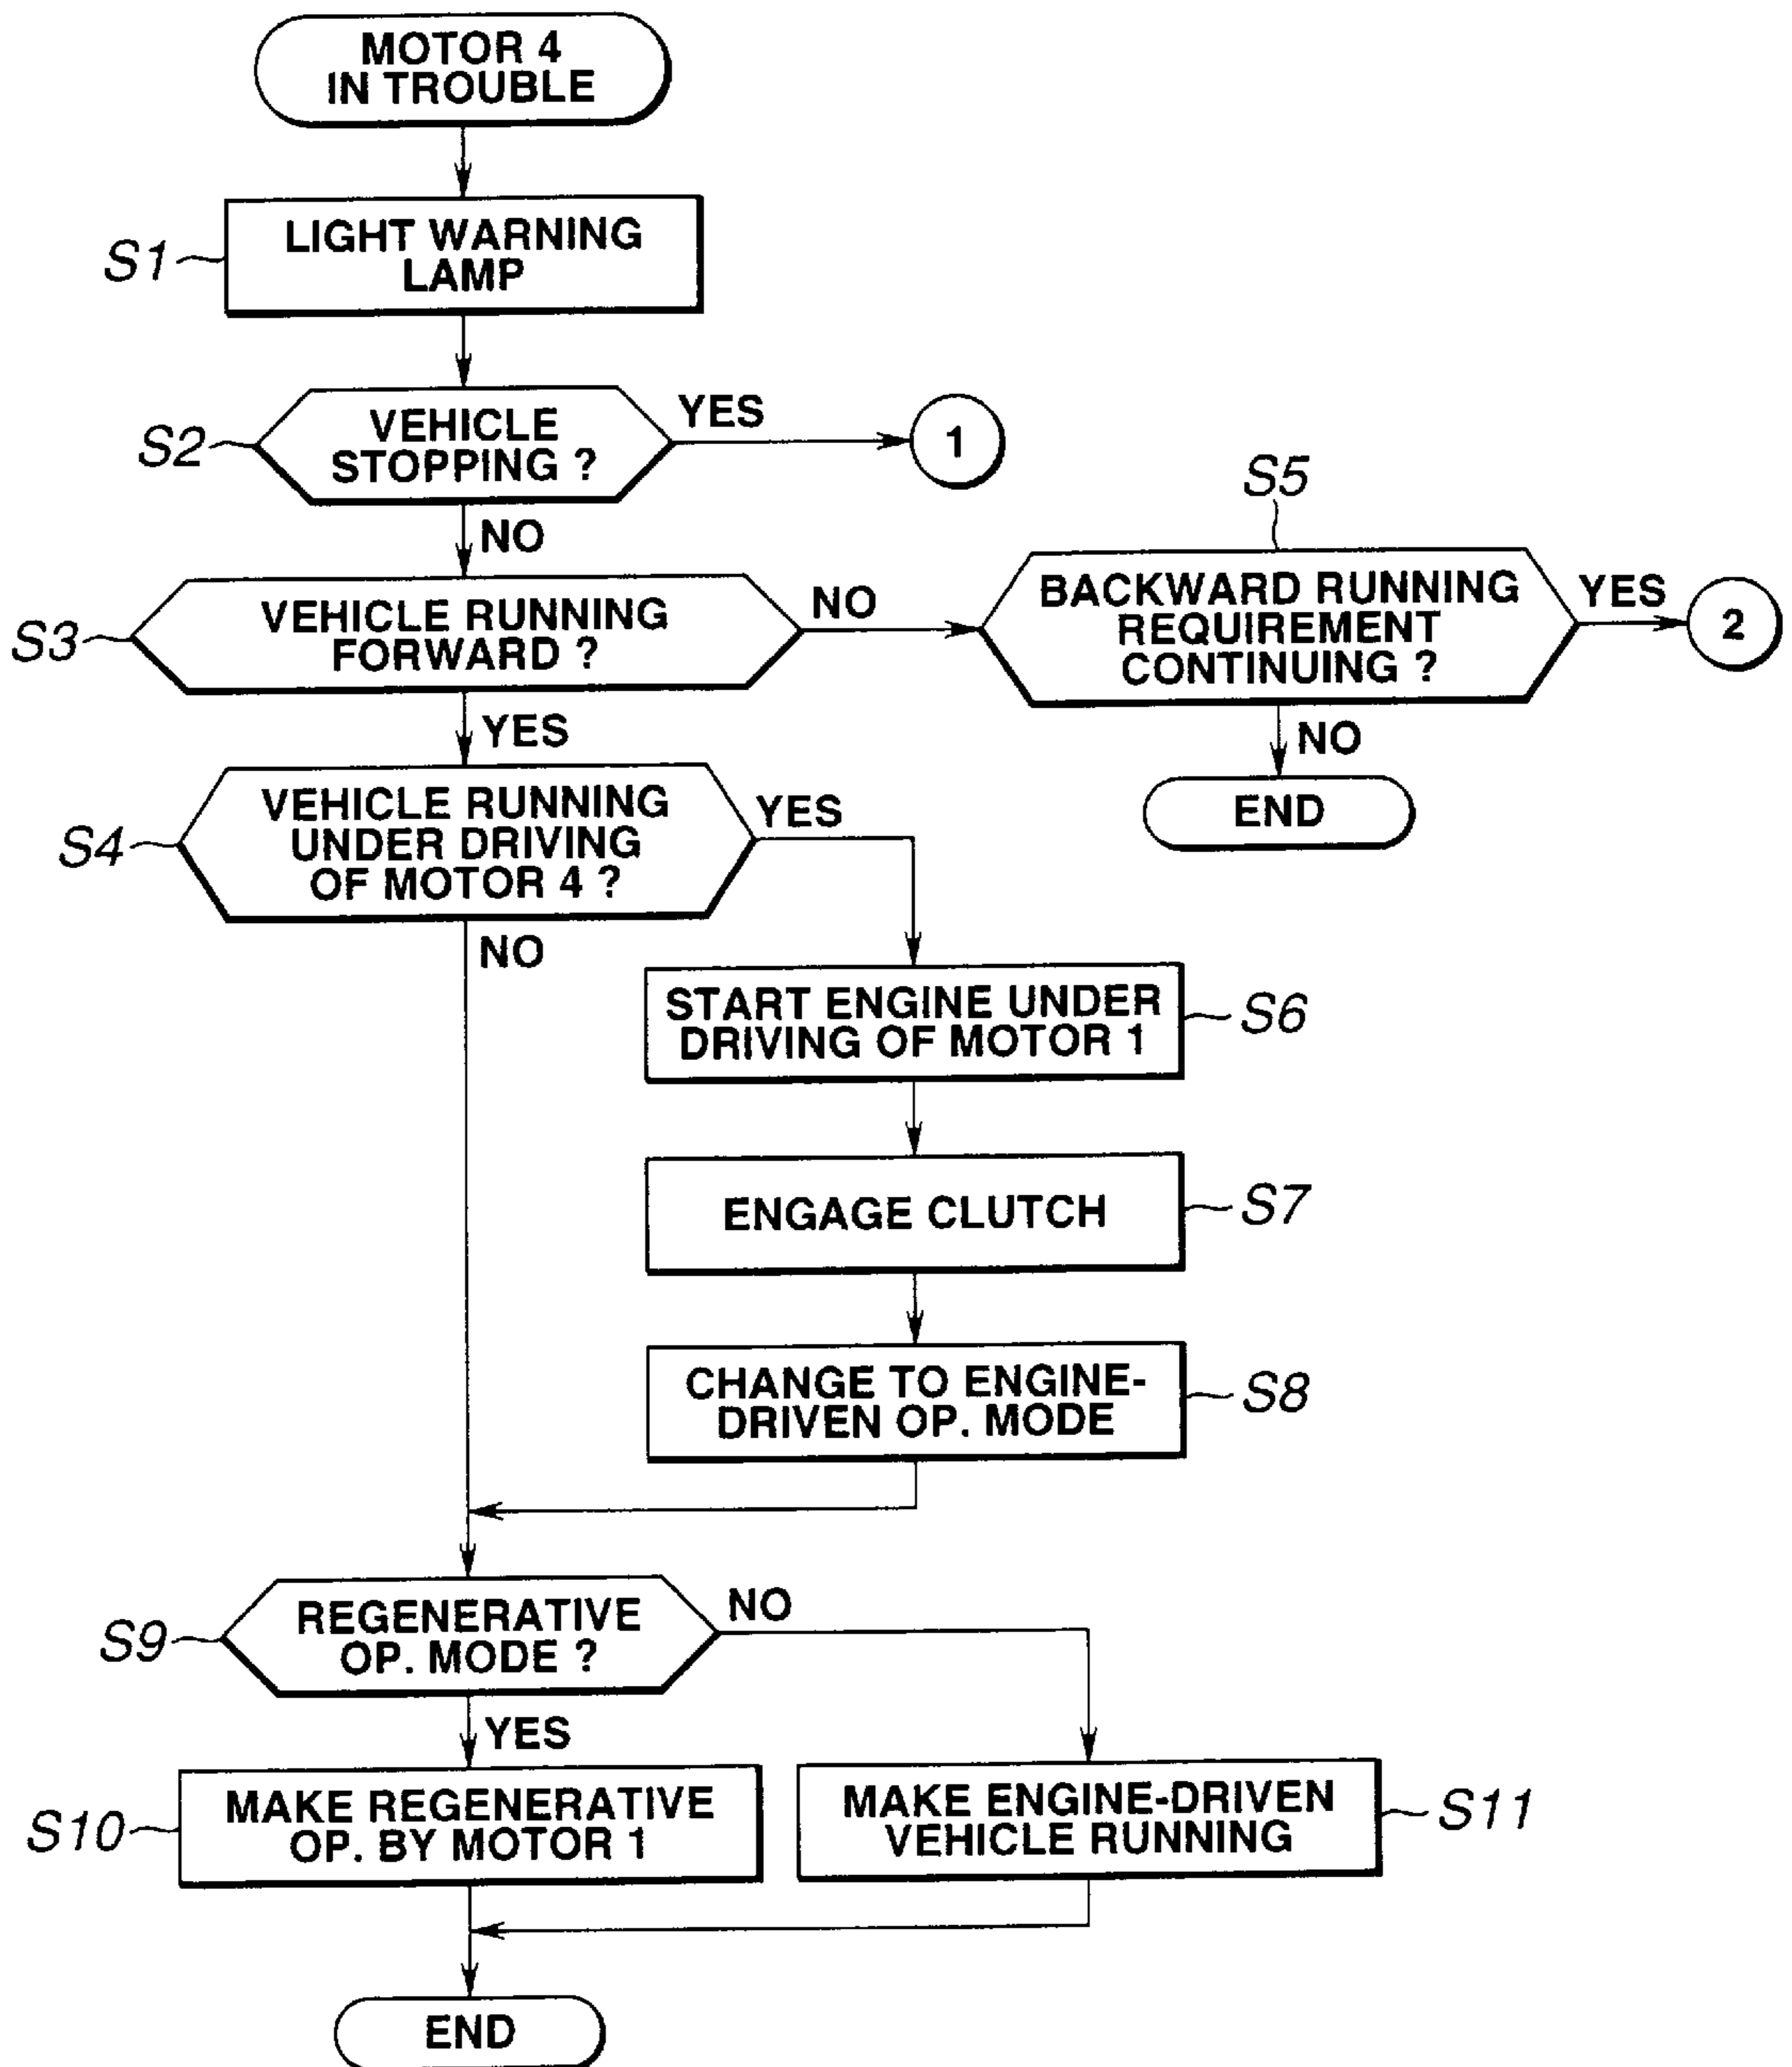 MOTOR 4
IN TROUBLE
S1
LIGHT WARNING
LAMP
S2
VEHICLE
STOPPING ?
YES
1
NO
S3
VEHICLE RUNNING
FORWARD ?
NO
S5
BACKWARD RUNNING
REQUIREMENT
CONTINUING ?
YES
2
NO
END
YES
S4
VEHICLE RUNNING
UNDER DRIVING
OF MOTOR 4 ?
YES
NO
START ENGINE UNDER
DRIVING OF MOTOR 1
S6
ENGAGE CLUTCH
S7
CHANGE TO ENGINE-
DRIVEN OP. MODE
S8
S9
REGENERATIVE
OP. MODE ?
NO
YES
S10
MAKE REGENERATIVE
OP. BY MOTOR 1
MAKE ENGINE-DRIVEN
VEHICLE RUNNING
S11
END